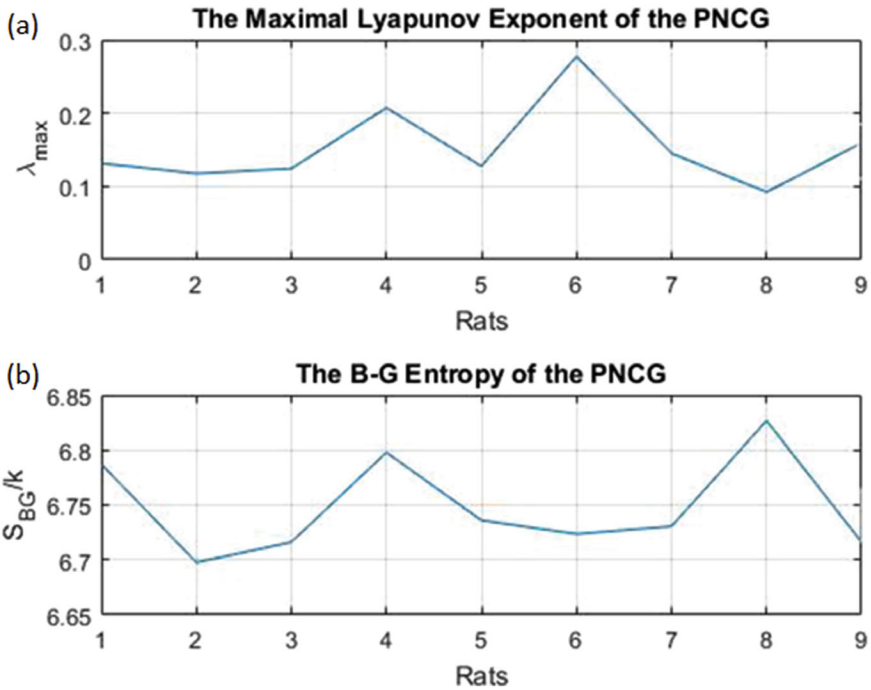 (a)
The Maximal Lyapunov Exponent of the PNCG
0.3
0.2
0.1
0
λmax
1 2 3 4 5 6 7 8 9
Rats
(b)
The B-G Entropy of the PNCG
6.85
6.8
6.75
6.7
6.65
SBG/k
1 2 3 4 5 6 7 8 9
Rats